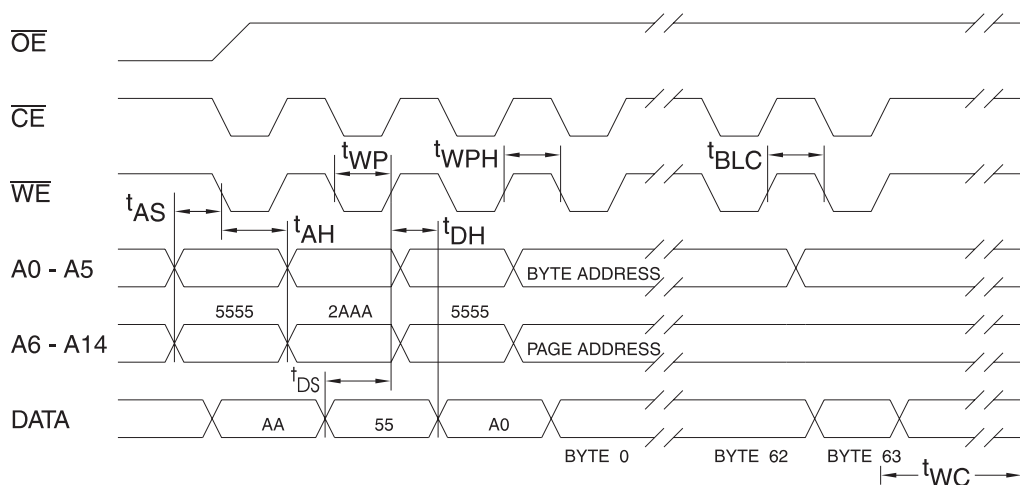 OE
CE
tWP tWPH tBLC
WE
tAS tAH tDH
A0 - A5 BYTE ADDRESS
5555 2AAA 5555
A6 - A14 PAGE ADDRESS
tDS
DATA AA 55 A0
BYTE 0 BYTE 62 BYTE 63
tWC